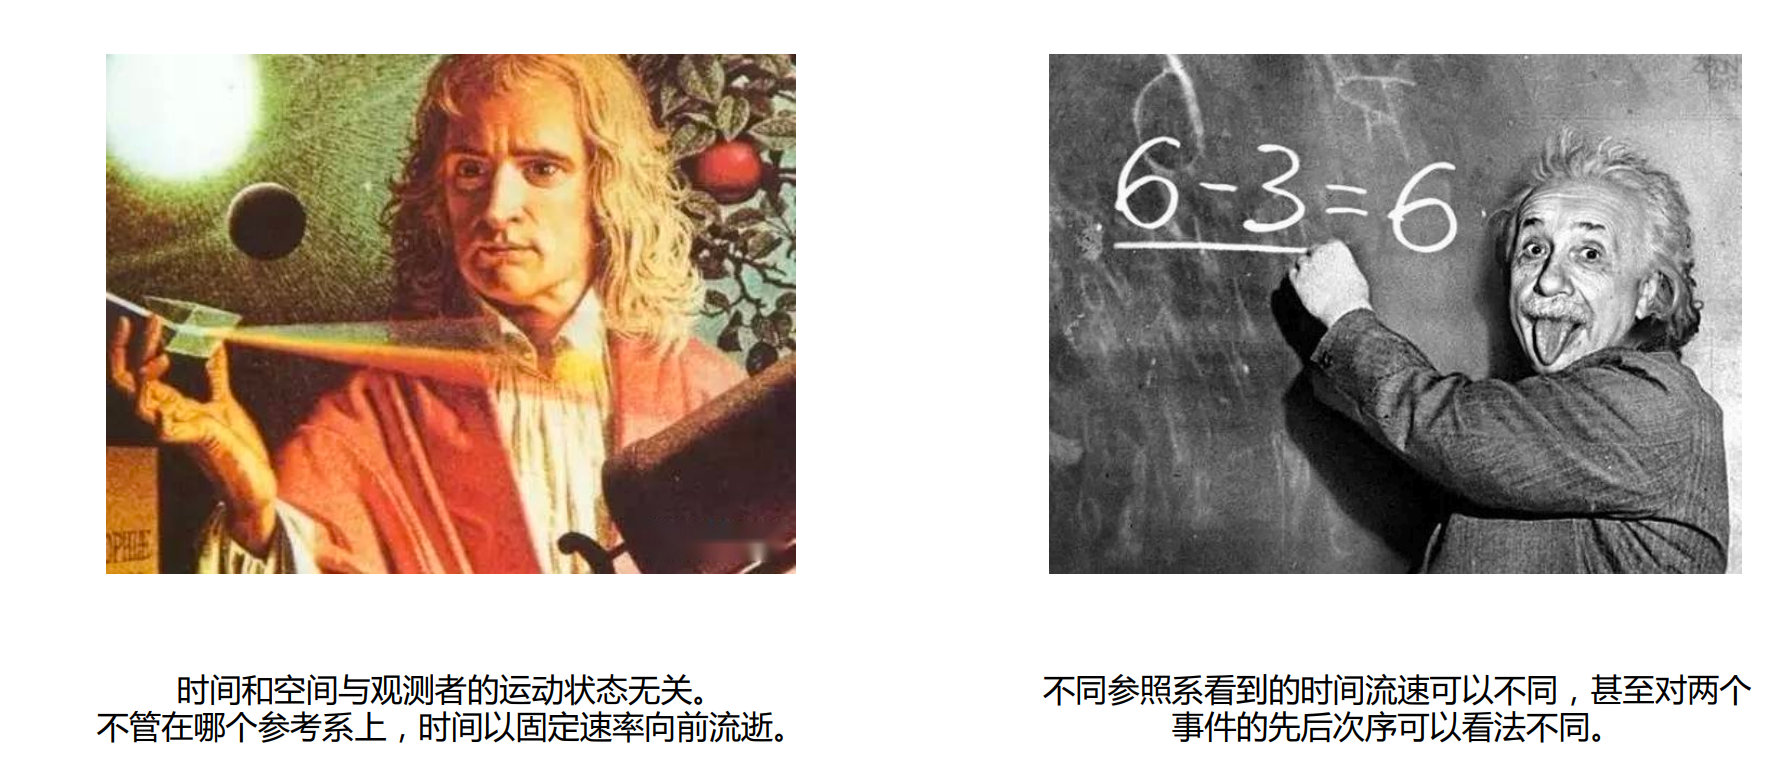 6-3=6
OPHIE
时间和空间与观测者的运动状态无关。
不管在哪个参考系上，时间以固定速率向前流逝。
不同参照系看到的时间流速可以不同，甚至对两个
事件的先后次序可以看法不同。